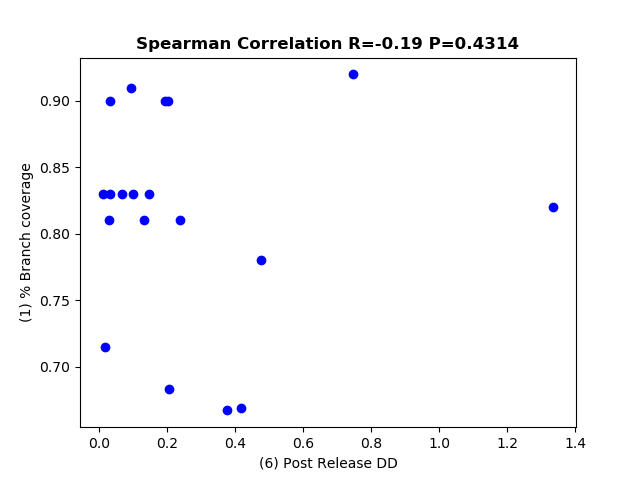 Spearman Correlation R=-0.19 P=0.4314
0.90
0.85
0.80
0.75
0.70
(1) % Branch coverage
0.0 0.2 0.4 0.6 0.8 1.0 1.2 1.4
(6) Post Release DD